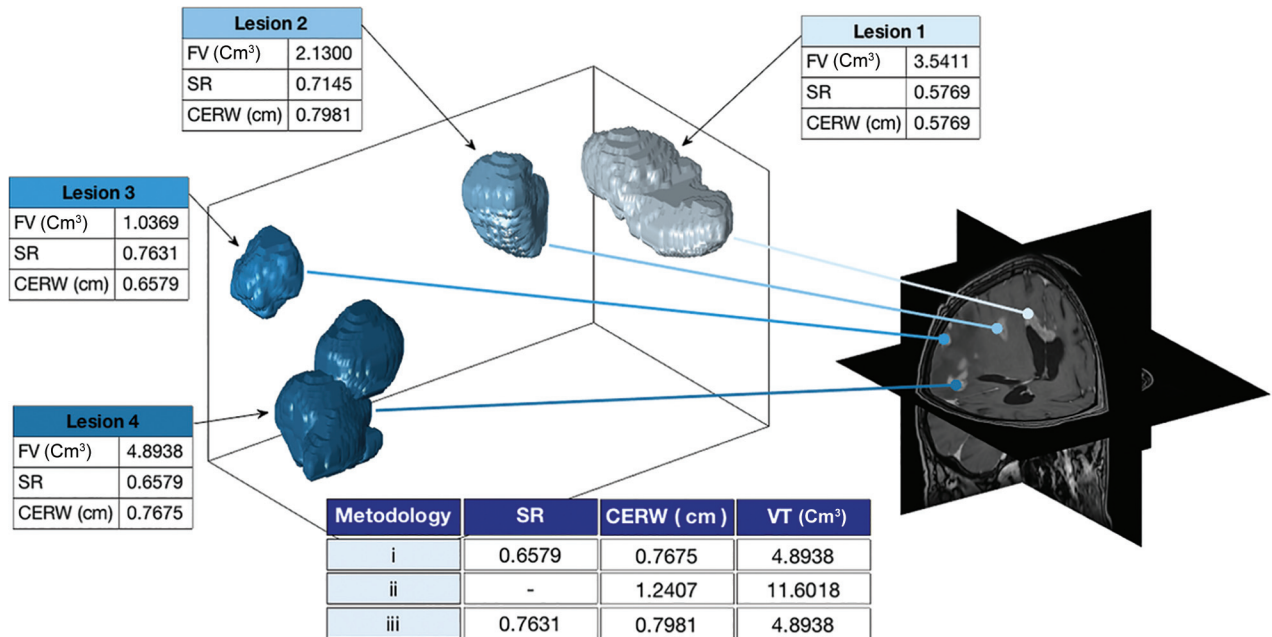 Lesion 2
FV (Cm³) 2.1300
SR 0.7145
CERW (cm) 0.7981
Lesion 1
FV (Cm³) 3.5411
SR 0.5769
CERW (cm) 0.5769
Lesion 3
FV (Cm³) 1.0369
SR 0.7631
CERW (cm) 0.6579
Lesion 4
FV (Cm³) 4.8938
SR 0.6579
CERW (cm) 0.7675
Metodology SR CERW ( cm ) VT (Cm³)
i 0.6579 0.7675 4.8938
ii - 1.2407 11.6018
iii 0.7631 0.7981 4.8938